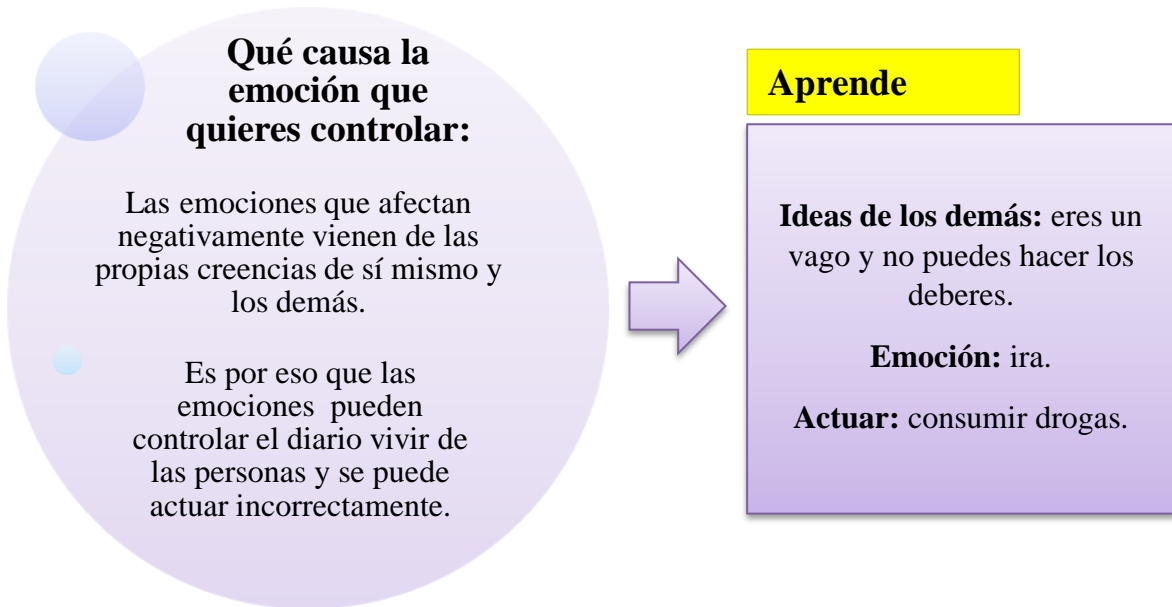 Qué causa la
emoción que
quieres controlar:
Las emociones que afectan
negativamente vienen de las
propias creencias de sí mismo y
los demás.
Es por eso que las
emociones pueden
controlar el diario vivir de
las personas y se puede
actuar incorrectamente.
Aprende
Ideas de los demás: eres un
vago y no puedes hacer los
deberes.
Emoción: ira.
Actuar: consumir drogas.